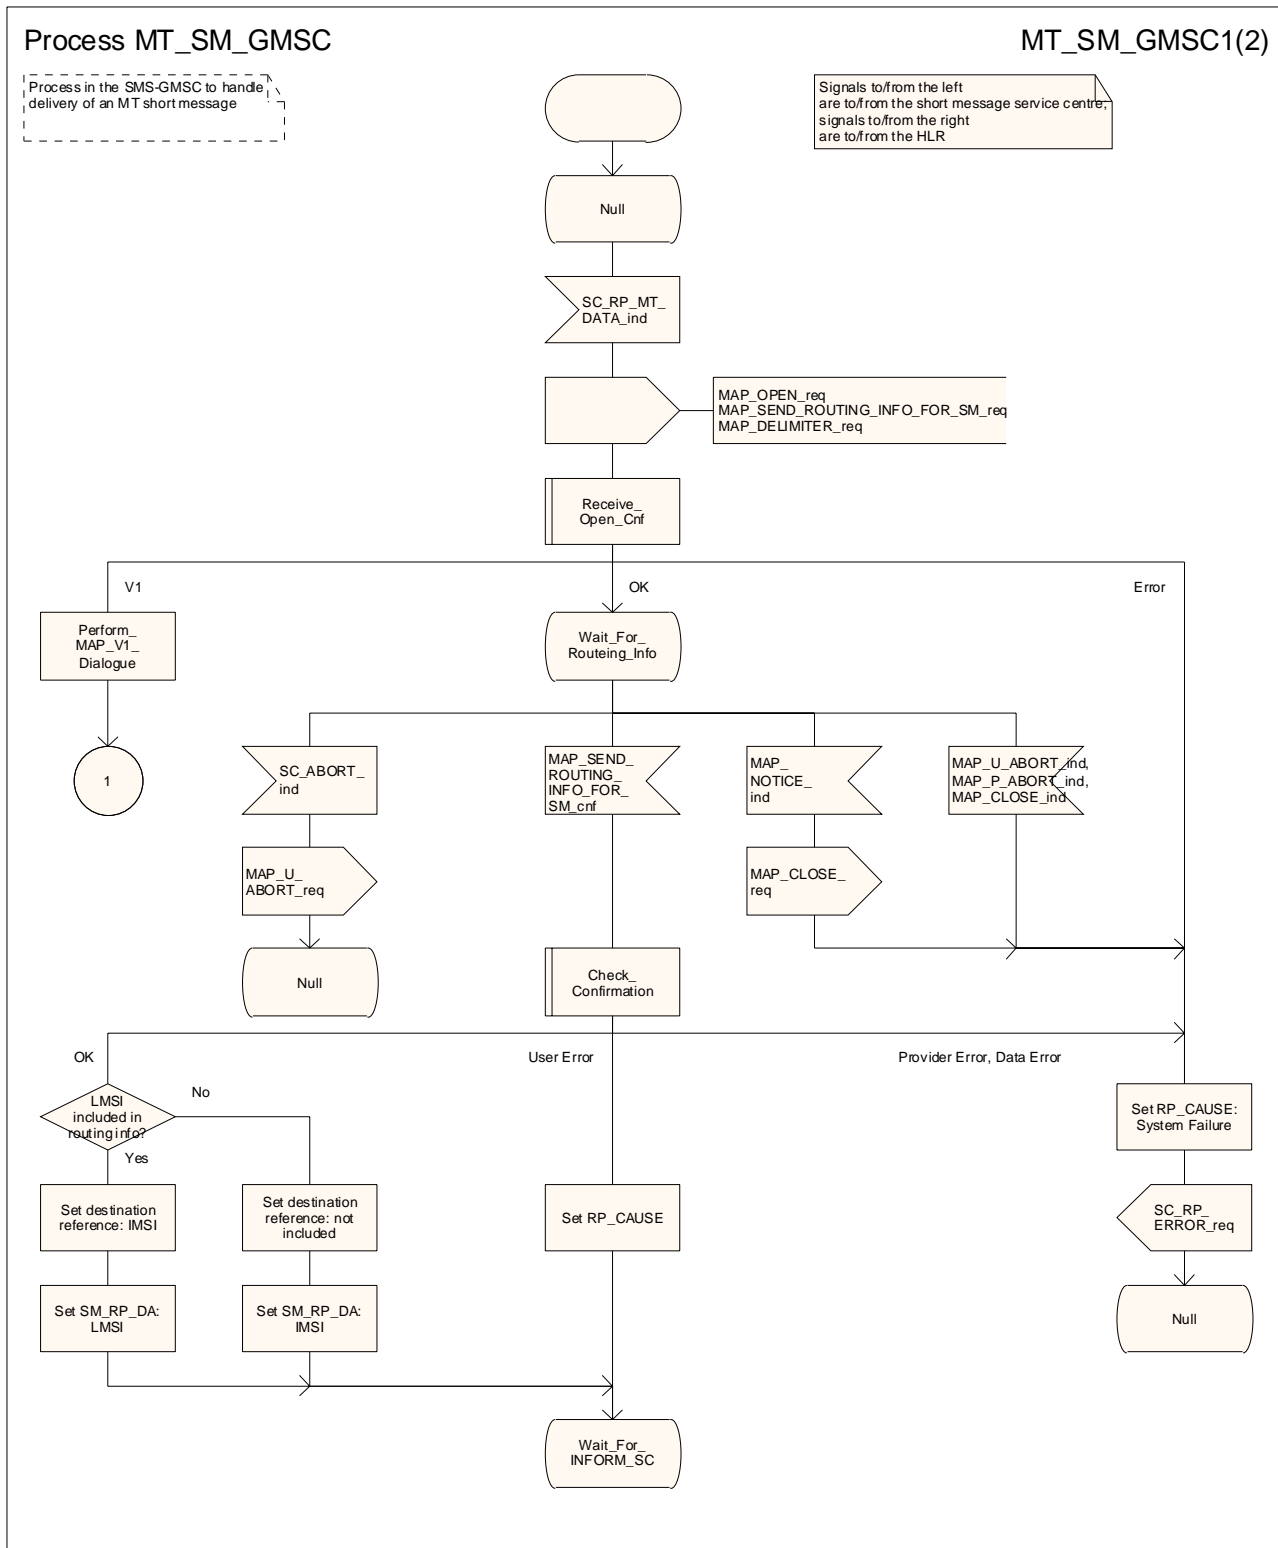 Process MT_SM_GMSC
MT_SM_GMSC1(2)
Process in the SMS-GMSC to handle
delivery of an MT short message
Signals to/from the left
are to/from the short message service centre;
signals to/from the right
are to/from the HLR
Null
SC_RP_MT_
DATA_ind
MAP_OPEN_req
MAP_SEND_ROUTING_INFO_FOR_SM_req
MAP_DELIMITER_req
Receive_
Open_Cnf
V1
OK
Error
Perform_
MAP_V1_
Dialogue
Wait_For_
Routeing_Info
1
SC_ABORT_
ind
MAP_SEND_
ROUTING_
INFO_FOR_
SM_cnf
MAP_
NOTICE_
ind
MAP_U_ABORT_ind,
MAP_P_ABORT_ind,
MAP_CLOSE_ind
MAP_U_
ABORT_req
MAP_CLOSE_
req
Null
Check_
Confirmation
OK
User Error
Provider Error, Data Error
LMSI
included in
routing info?
No
Yes
Set RP_CAUSE:
System Failure
Set destination
reference: IMSI
Set destination
reference: not
included
Set RP_CAUSE
SC_RP_
ERROR_req
Set SM_RP_DA:
LMSI
Set SM_RP_DA:
IMSI
Null
Wait_For_
INFORM_SC